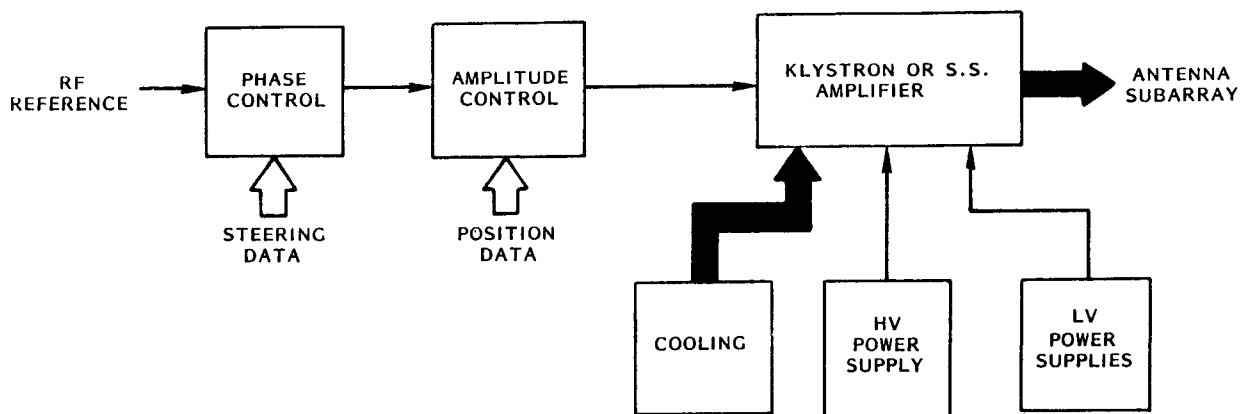 RF
REFERENCE
PHASE
CONTROL
AMPLITUDE
CONTROL
KLYSTRON OR S.S.
AMPLIFIER
ANTENNA
SUBARRAY
STEERING
DATA
POSITION
DATA
COOLING
HV
POWER
SUPPLY
LV
POWER
SUPPLIES